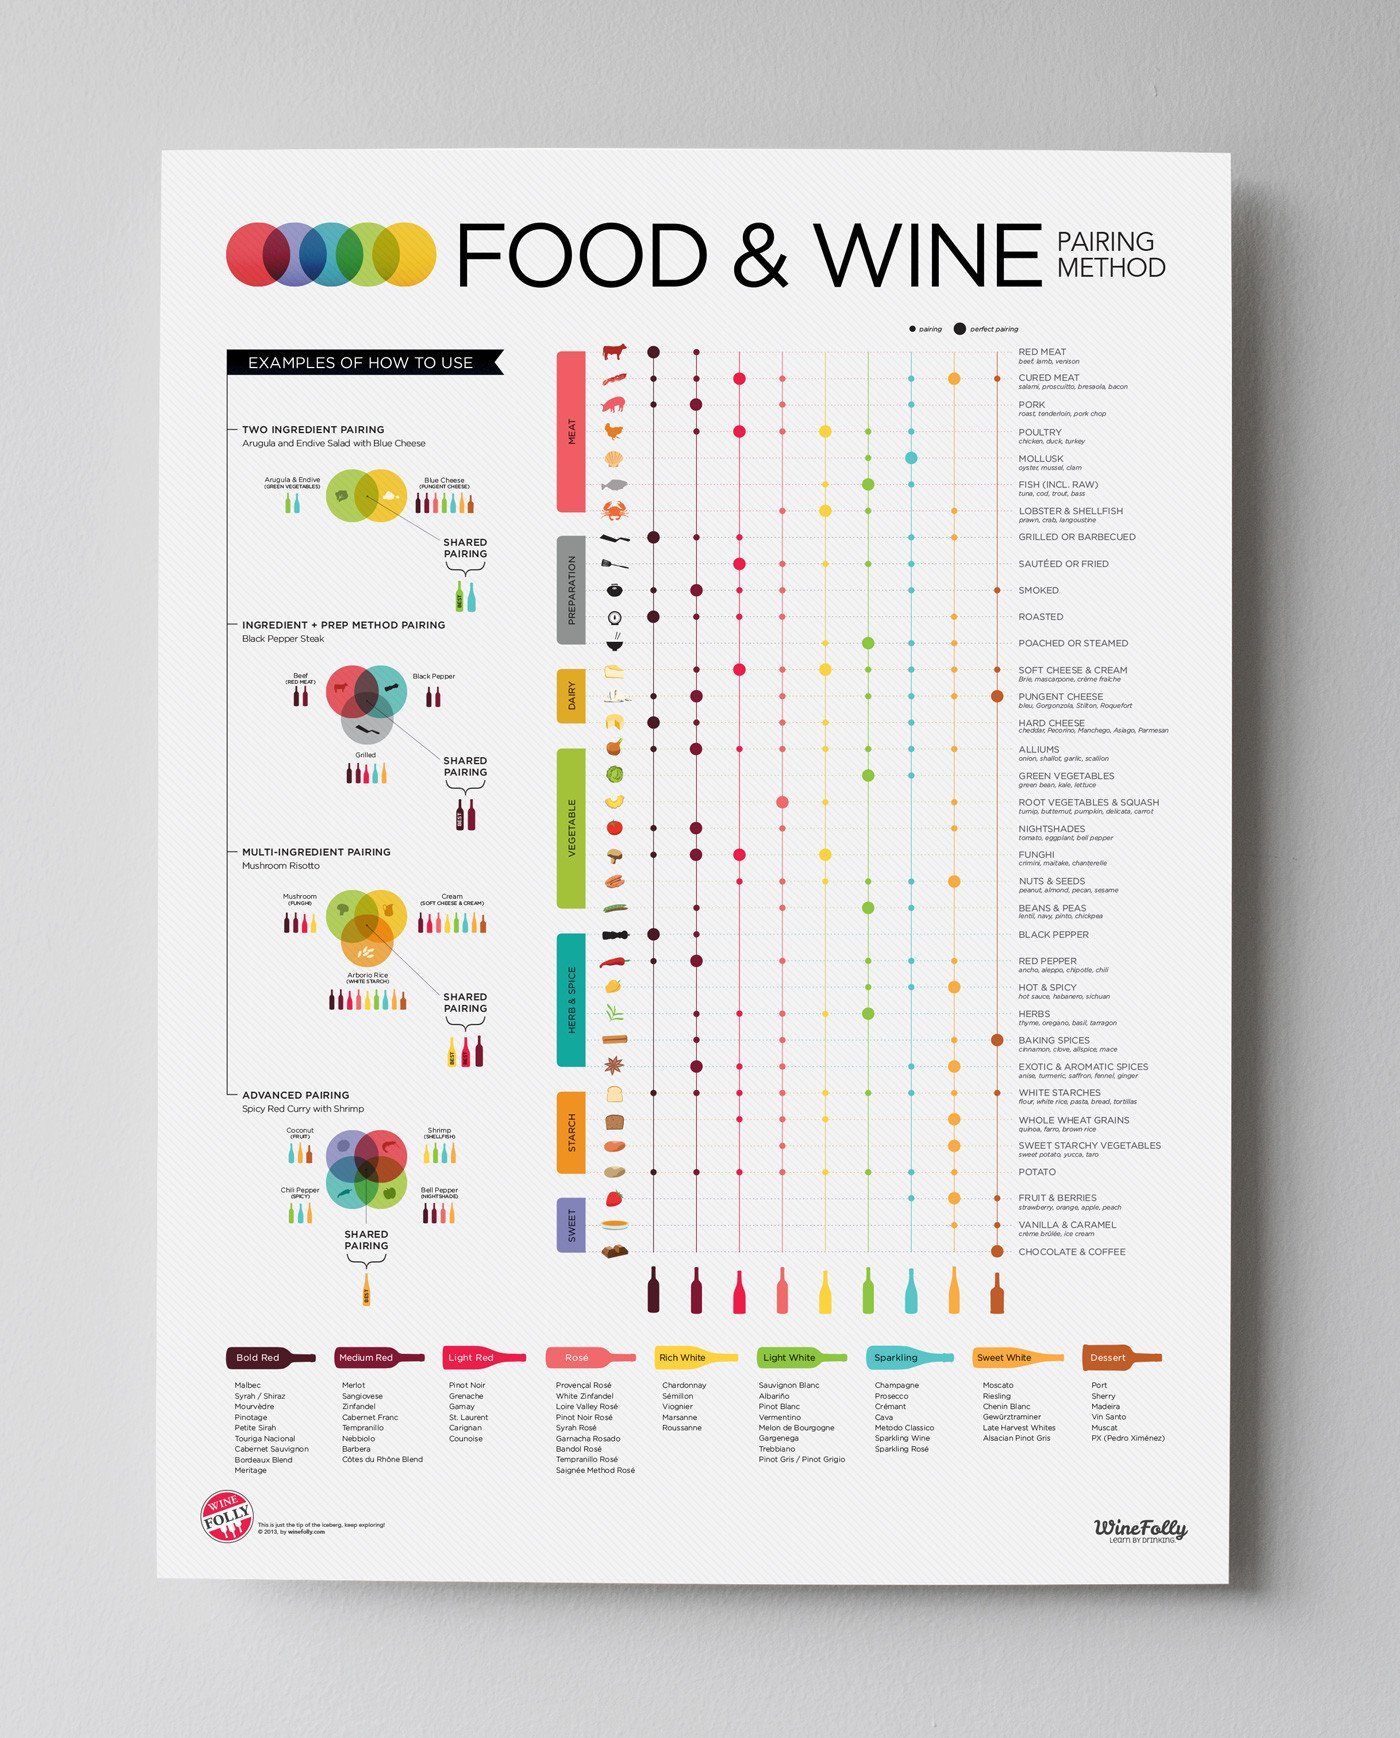 FOOD & WINE PAIRING
METHOD
pairing perfect pairing
EXAMPLES OF HOW TO USE
TWO INGREDIENT PAIRING
Arugula and Endive Salad with Blue Cheese
Arugula & Endive
(GREEN VEGETABLES)
Blue Cheese
(PUNGENT CHEESE)
SHARED
PAIRING
BEST
INGREDIENT + PREP METHOD PAIRING
Black Pepper Steak
Beef
(RED MEAT)
Black Pepper
Grilled
SHARED
PAIRING
BEST
MULTI-INGREDIENT PAIRING
Mushroom Risotto
Mushroom
(FUNGHI)
Cream
(SOFT CHEESE & CREAM)
Arborio Rice
(WHITE STARCH)
SHARED
PAIRING
BEST
BEST
ADVANCED PAIRING
Spicy Red Curry with Shrimp
Coconut
(FRUIT)
Shrimp
(SHELLFISH)
Chili Pepper
(SPICY)
Bell Pepper
(NIGHTSHADE)
SHARED
PAIRING
BEST
MEAT
RED MEAT
beef, lamb, venison
CURED MEAT
salami, proscuitto, bresaola, bacon
PORK
roast, tenderloin, pork chop
POULTRY
chicken, duck, turkey
MOLLUSK
oyster, mussel, clam
FISH (INCL. RAW)
tuna, cod, trout, bass
LOBSTER & SHELLFISH
prawn, crab, langoustine
PREPARATION
GRILLED OR BARBECUED
SAUTÉED OR FRIED
SMOKED
ROASTED
POACHED OR STEAMED
DAIRY
SOFT CHEESE & CREAM
Brie, mascarpone, crème fraîche
PUNGENT CHEESE
bleu, Gorgonzola, Stilton, Roquefort
HARD CHEESE
cheddar, Pecorino, Manchego, Asiago, Parmesan
VEGETABLE
ALLIUMS
onion, shallot, garlic, scallion
GREEN VEGETABLES
green bean, kale, lettuce
ROOT VEGETABLES & SQUASH
turnip, butternut, pumpkin, delicata, carrot
NIGHTSHADES
tomato, eggplant, bell pepper
FUNGHI
crimini, maitake, chanterelle
NUTS & SEEDS
peanut, almond, pecan, sesame
BEANS & PEAS
lentil, navy, pinto, chickpea
HERB & SPICE
BLACK PEPPER
RED PEPPER
ancho, aleppo, chipotle, chili
HOT & SPICY
hot sauce, habanero, sichuan
HERBS
thyme, oregano, basil, tarragon
BAKING SPICES
cinnamon, clove, allspice, mace
EXOTIC & AROMATIC SPICES
anise, turmeric, saffron, fennel, ginger
STARCH
WHITE STARCHES
flour, white rice, pasta, bread, tortillas
WHOLE WHEAT GRAINS
quinoa, farro, brown rice
SWEET STARCHY VEGETABLES
sweet potato, yucca, taro
POTATO
SWEET
FRUIT & BERRIES
strawberry, orange, apple, peach
VANILLA & CARAMEL
crème brûlée, ice cream
CHOCOLATE & COFFEE
Bold Red
Malbec
Syrah / Shiraz
Mourvèdre
Pinotage
Petite Sirah
Touriga Nacional
Cabernet Sauvignon
Bordeaux Blend
Meritage
Medium Red
Merlot
Sangiovese
Zinfandel
Cabernet Franc
Tempranillo
Nebbiolo
Barbera
Côtes du Rhône Blend
Light Red
Pinot Noir
Grenache
Gamay
St. Laurent
Carignan
Counoise
Rosé
Provençal Rosé
White Zinfandel
Loire Valley Rosé
Pinot Noir Rosé
Syrah Rosé
Garnacha Rosado
Bandol Rosé
Tempranillo Rosé
Saignée Method Rosé
Rich White
Chardonnay
Sémillon
Viognier
Marsanne
Roussanne
Light White
Sauvignon Blanc
Albariño
Pinot Blanc
Vermentino
Melon de Bourgogne
Gargenega
Trebbiano
Pinot Gris / Pinot Grigio
Sparkling
Champagne
Prosecco
Crémant
Cava
Metodo Classico
Sparkling Wine
Sparkling Rosé
Sweet White
Moscato
Riesling
Chenin Blanc
Gewürztraminer
Late Harvest Whites
Alsacian Pinot Gris
Dessert
Port
Sherry
Madeira
Vin Santo
Muscat
PX (Pedro Ximénez)
WINE
FOLLY
This is just the tip of the iceberg, keep exploring!
© 2013, by winefolly.com
WineFolly
LEARN BY DRINKING.